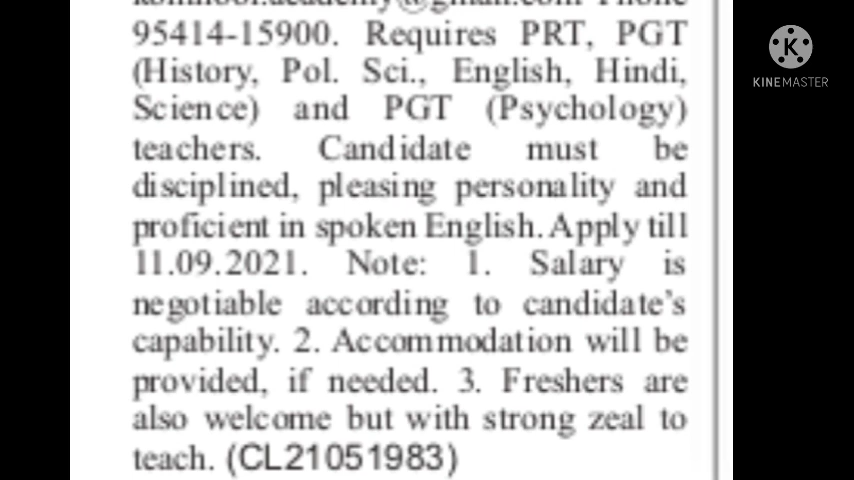 95414-15900. Requires PRT, PGT
(History, Pol. Sci., English, Hindi,
Science) and PGT (Psychology)
teachers. Candidate must be
disciplined, pleasing personality and
proficient in spoken English. Apply till
11.09.2021. Note: 1. Salary is
negotiable according to candidate's
capability. 2. Accommodation will be
provided, if needed. 3. Freshers are
also welcome but with strong zeal to
teach. (CL21051983)
K
KINEMASTER